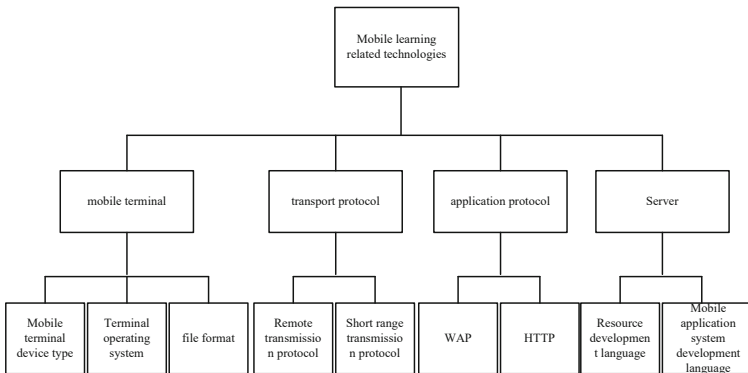 Mobile learning
related technologies
mobile terminal
transport protocol
application protocol
Server
Mobile
terminal
device type
Terminal
operating
system
file format
Remote
transmissio
n protocol
Short range
transmissio
n protocol
WAP
HTTP
Resource
developmen
t language
Mobile
application
system
development
language